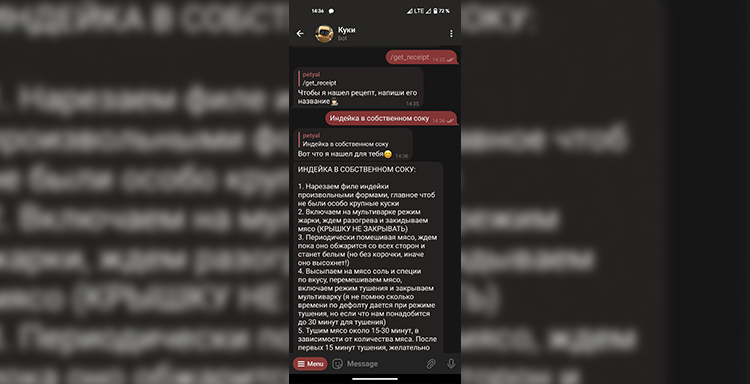 14:36
LTE
72 %
Куки
bot
/get_receipt
14:35
petyal
/get_receipt
Чтобы я нашел рецепт, напиши его
название
14:35
Индейка в собственном соку
14:36
petyal
Индейка в собственном соку
Вот что я нашел для тебя
14:36
ИНДЕЙКА В СОБСТВЕННОМ СОКУ:
1. Нарезаем филе индейки
произвольными формами, главное чтоб
не были особо крупные куски
2. Включаем на мультиварке режим
жарки, ждем разогрева и закидываем
мясо (КРЫШКУ НЕ ЗАКРЫВАТЬ)
3. Периодически помешивая мясо, ждем
пока оно обжарится со всех сторон и
станет белым (но без корочки, иначе
оно высохнет!)
4. Высыпаем на мясо соль и специи
по вкусу, перемешиваем мясо,
включаем режим тушения и закрываем
мультиварку (я не помню сколько
времени по дефолту дается при режиме
тушения, но если что нам понадобится
до 30 минут для тушения)
5. Тушим мясо около 15-30 минут, в
зависимости от количества мяса. После
первых 15 минут тушения, желательно
Menu
Message